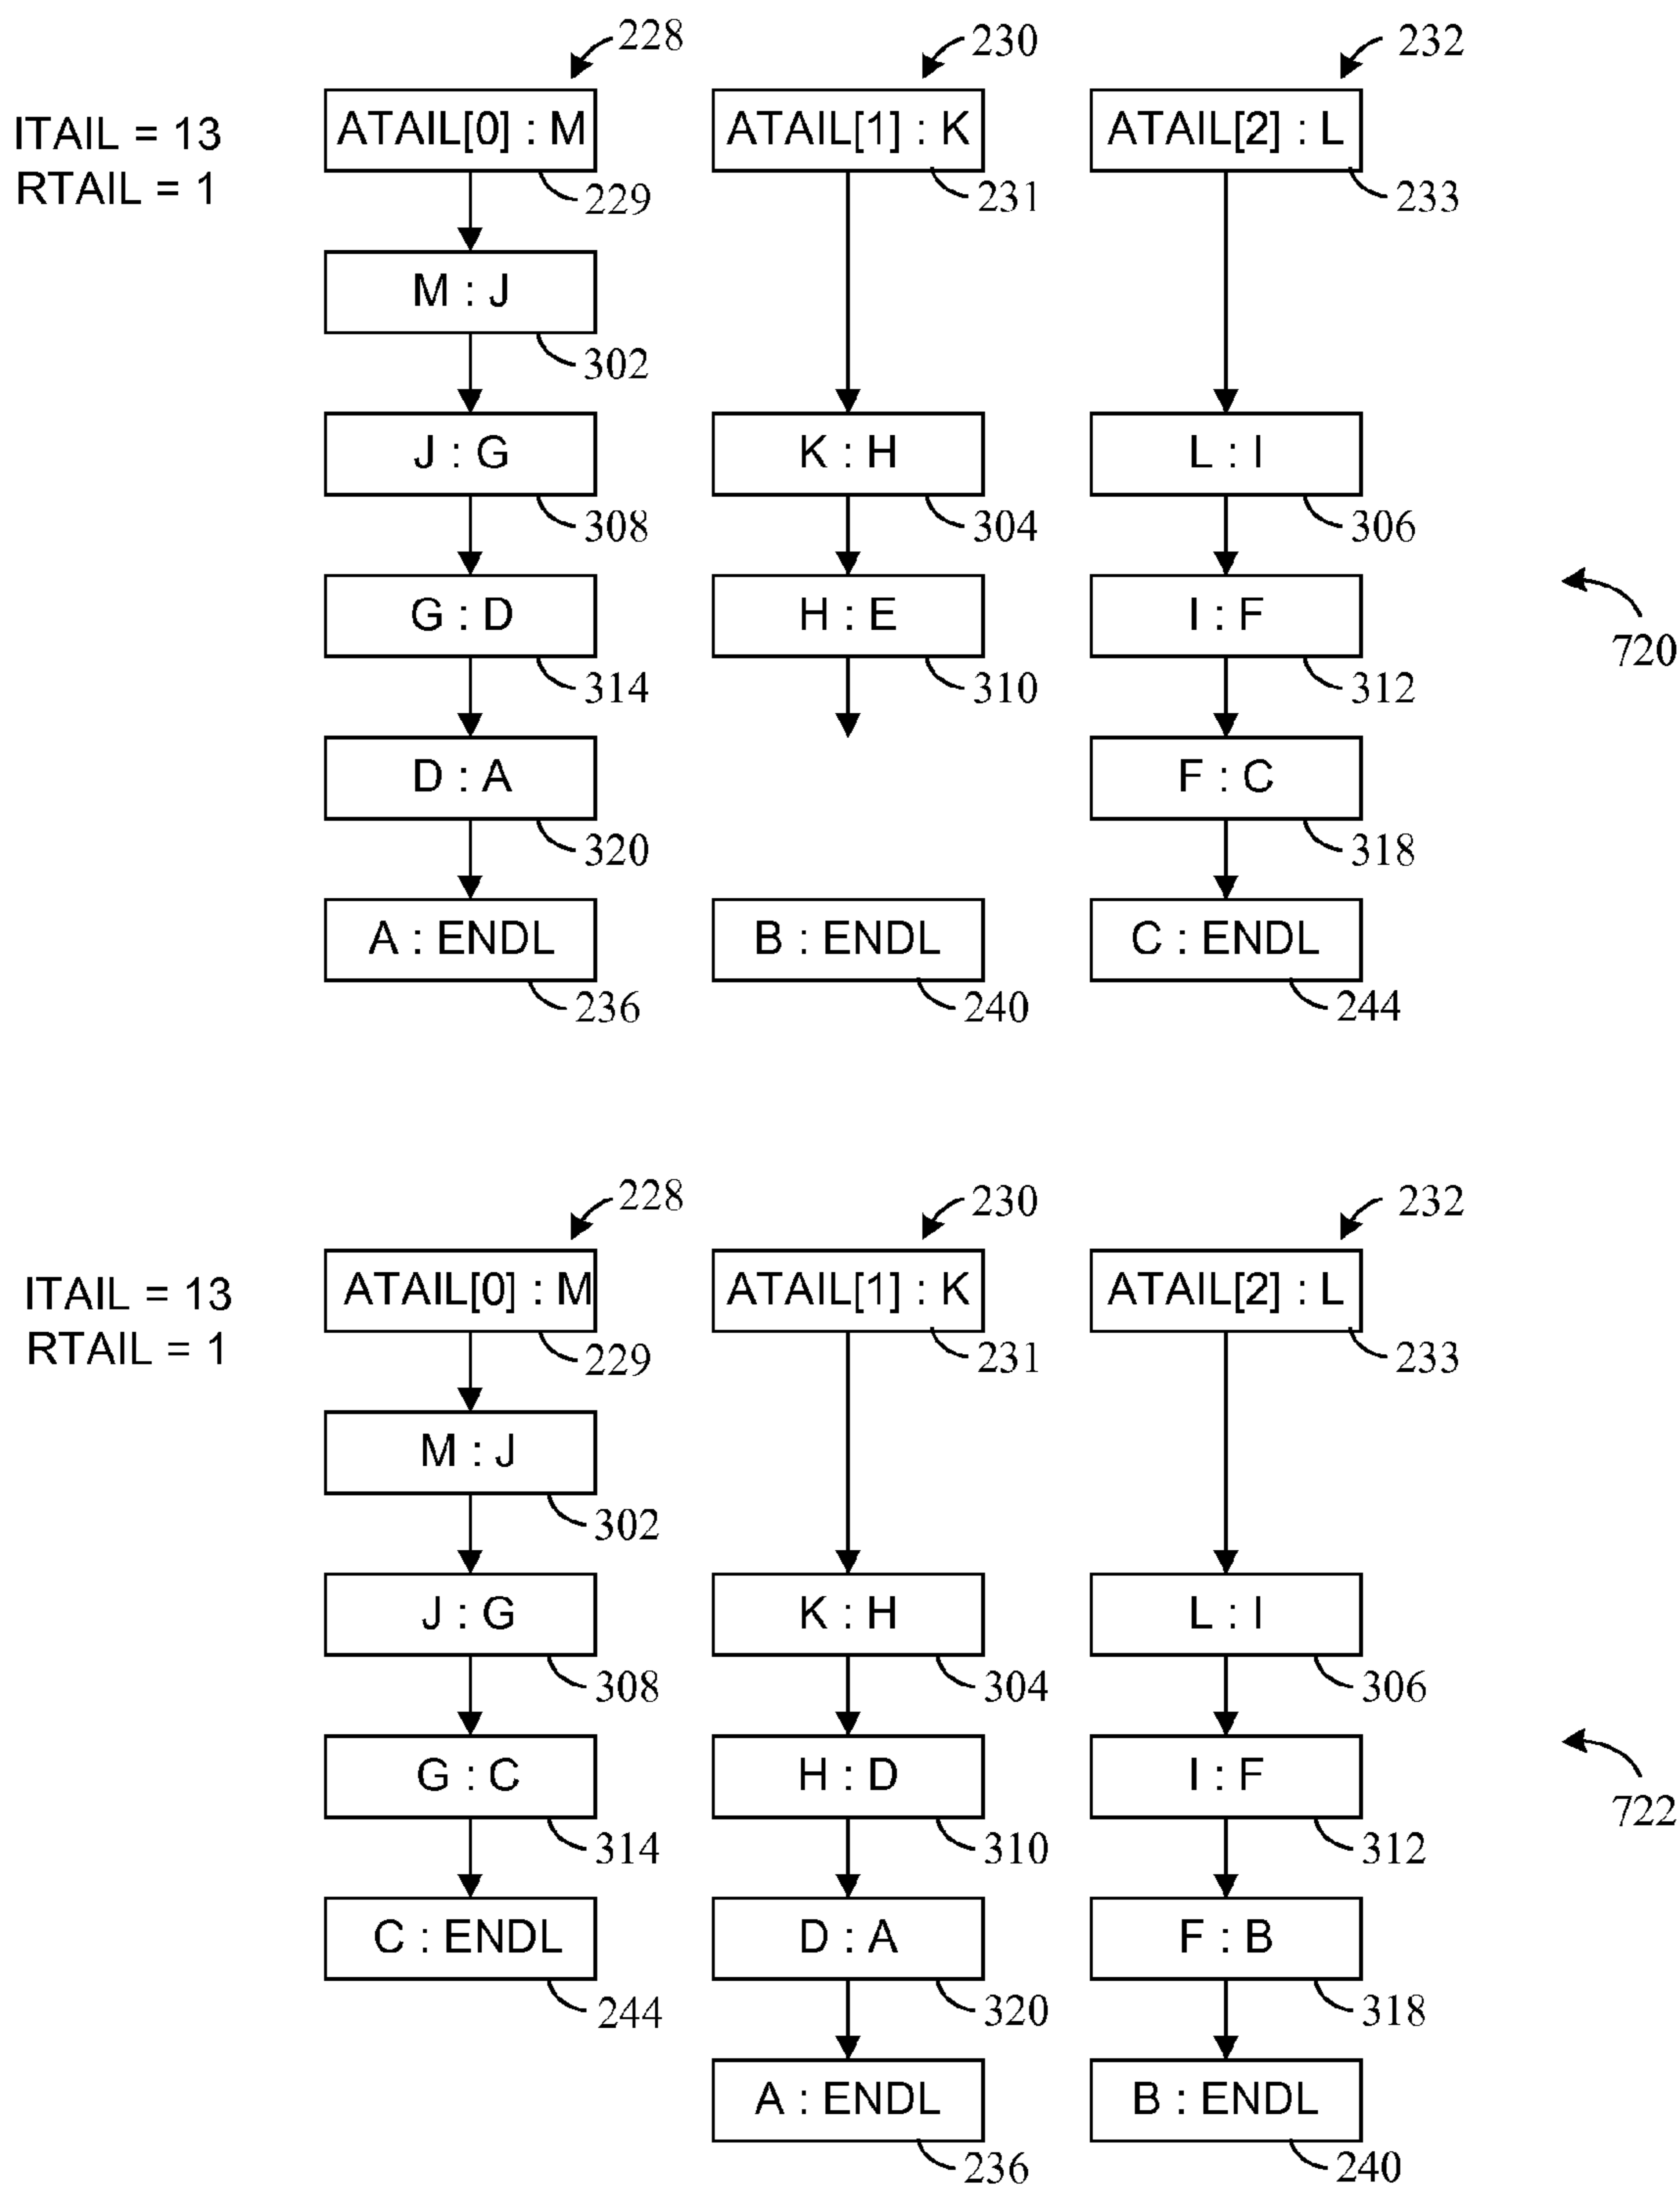 228 230 232
ITAIL = 13
RTAIL = 1
ATAIL[0] : M ATAIL[1] : K ATAIL[2] : L
229 231 233
M : J
302
J : G K : H L : I
308 304 306
G : D H : E I : F
314 310 312
720
D : A F : C
320 318
A : ENDL B : ENDL C : ENDL
236 240 244
228 230 232
ITAIL = 13
RTAIL = 1
ATAIL[0] : M ATAIL[1] : K ATAIL[2] : L
229 231 233
M : J
302
J : G K : H L : I
308 304 306
G : C H : D I : F
314 310 312
722
C : ENDL D : A F : B
244 320 318
A : ENDL B : ENDL
236 240